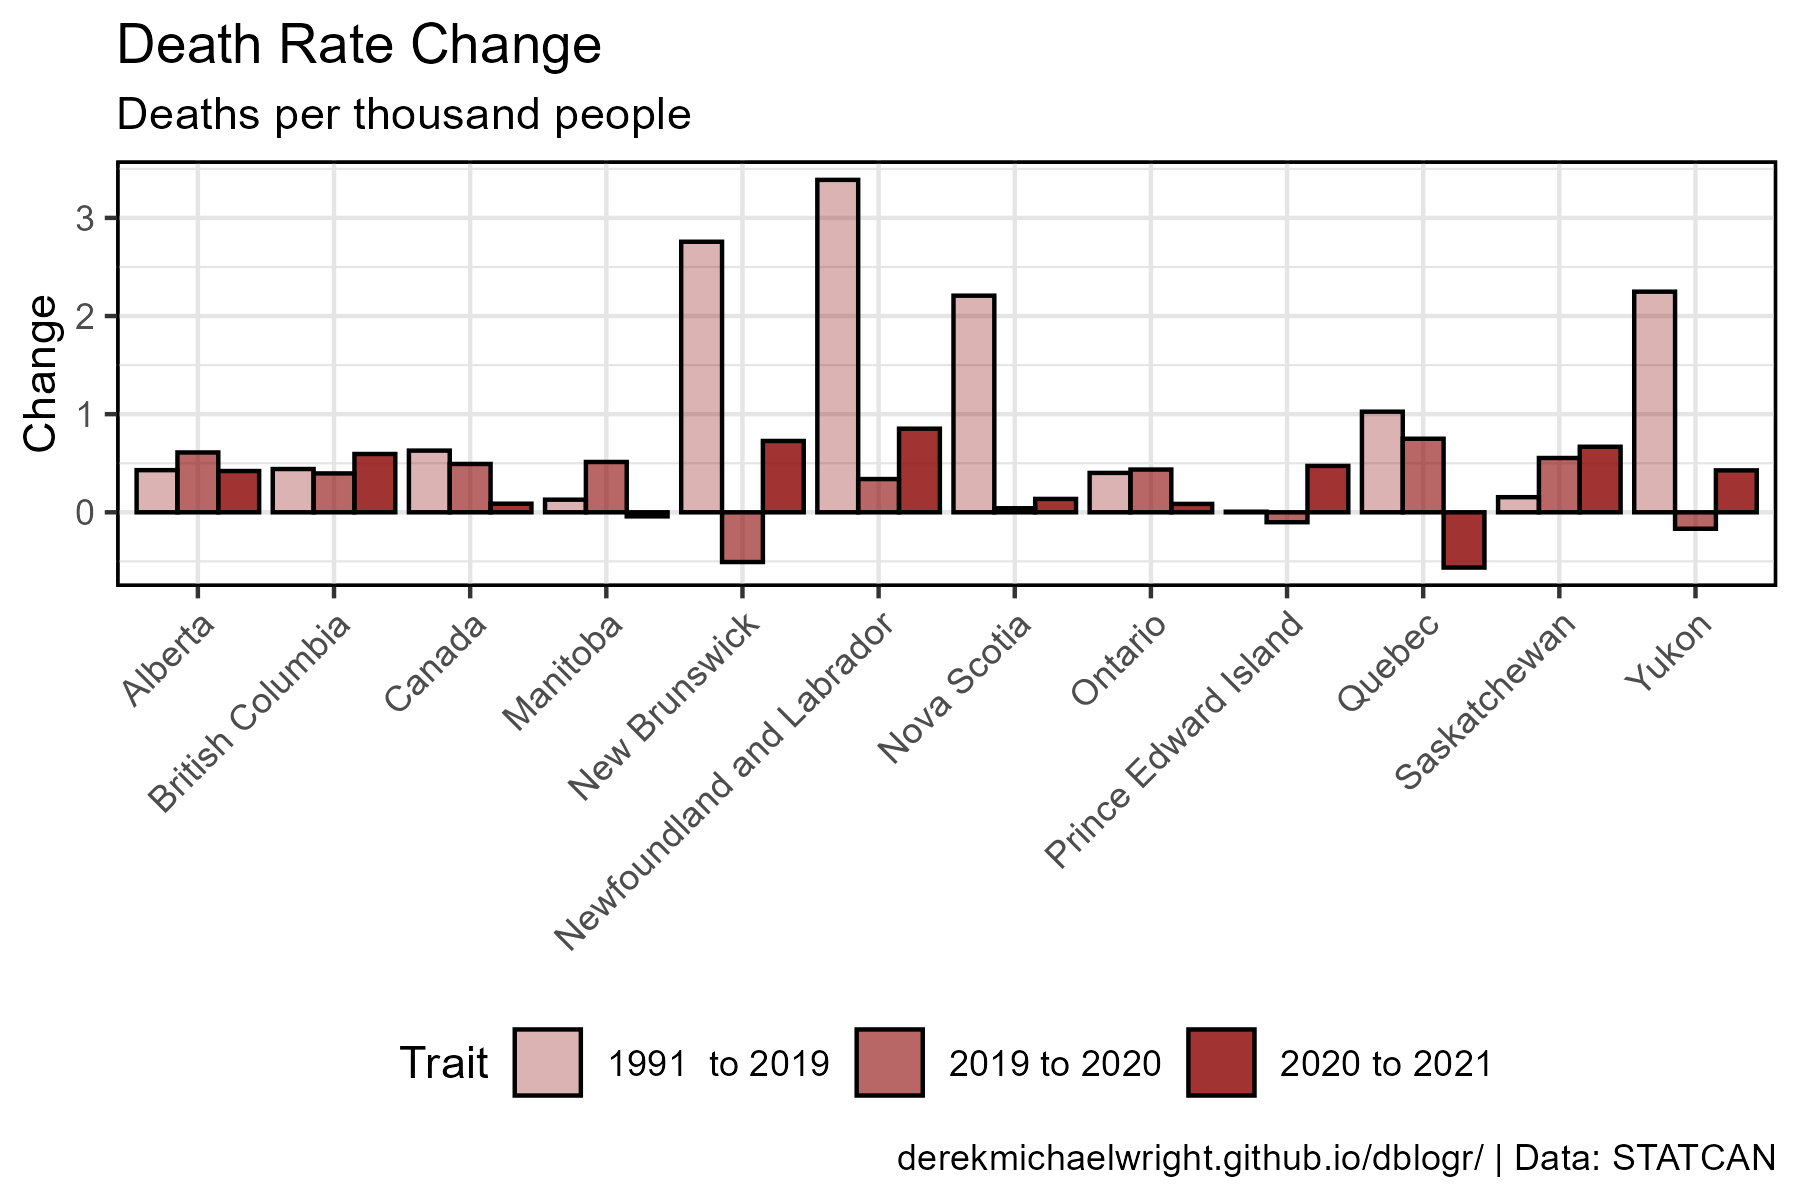 Death Rate Change
Deaths per thousand people
Change
3
2
1
0
Alberta
British Columbia
Canada
Manitoba
New Brunswick
Newfoundland and Labrador
Nova Scotia
Ontario
Prince Edward Island
Quebec
Saskatchewan
Yukon
Trait 1991  to 2019 2019 to 2020 2020 to 2021
derekmichaelwright.github.io/dblogr/ | Data: STATCAN